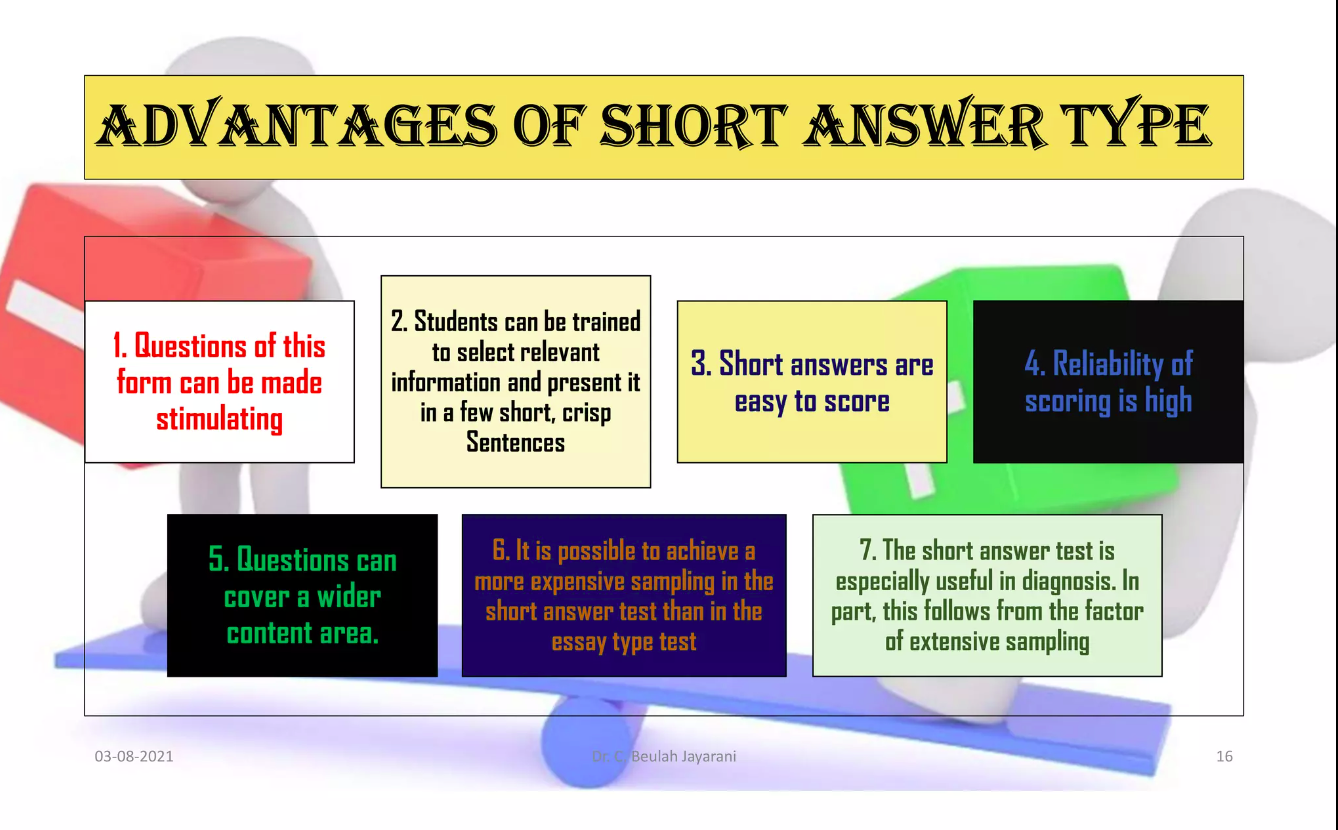 ADVANTAGES OF SHORT ANSWER TYPE
1. Questions of this
form can be made
stimulating
2. Students can be trained
to select relevant
information and present it
in a few short, crisp
Sentences
3. Short answers are
easy to score
4. Reliability of
scoring is high
5. Questions can
cover a wider
content area.
6. It is possible to achieve a
more expensive sampling in the
short answer test than in the
essay type test
7. The short answer test is
especially useful in diagnosis. In
part, this follows from the factor
of extensive sampling
03-08-2021
Dr. C. Beulah Jayarani
16